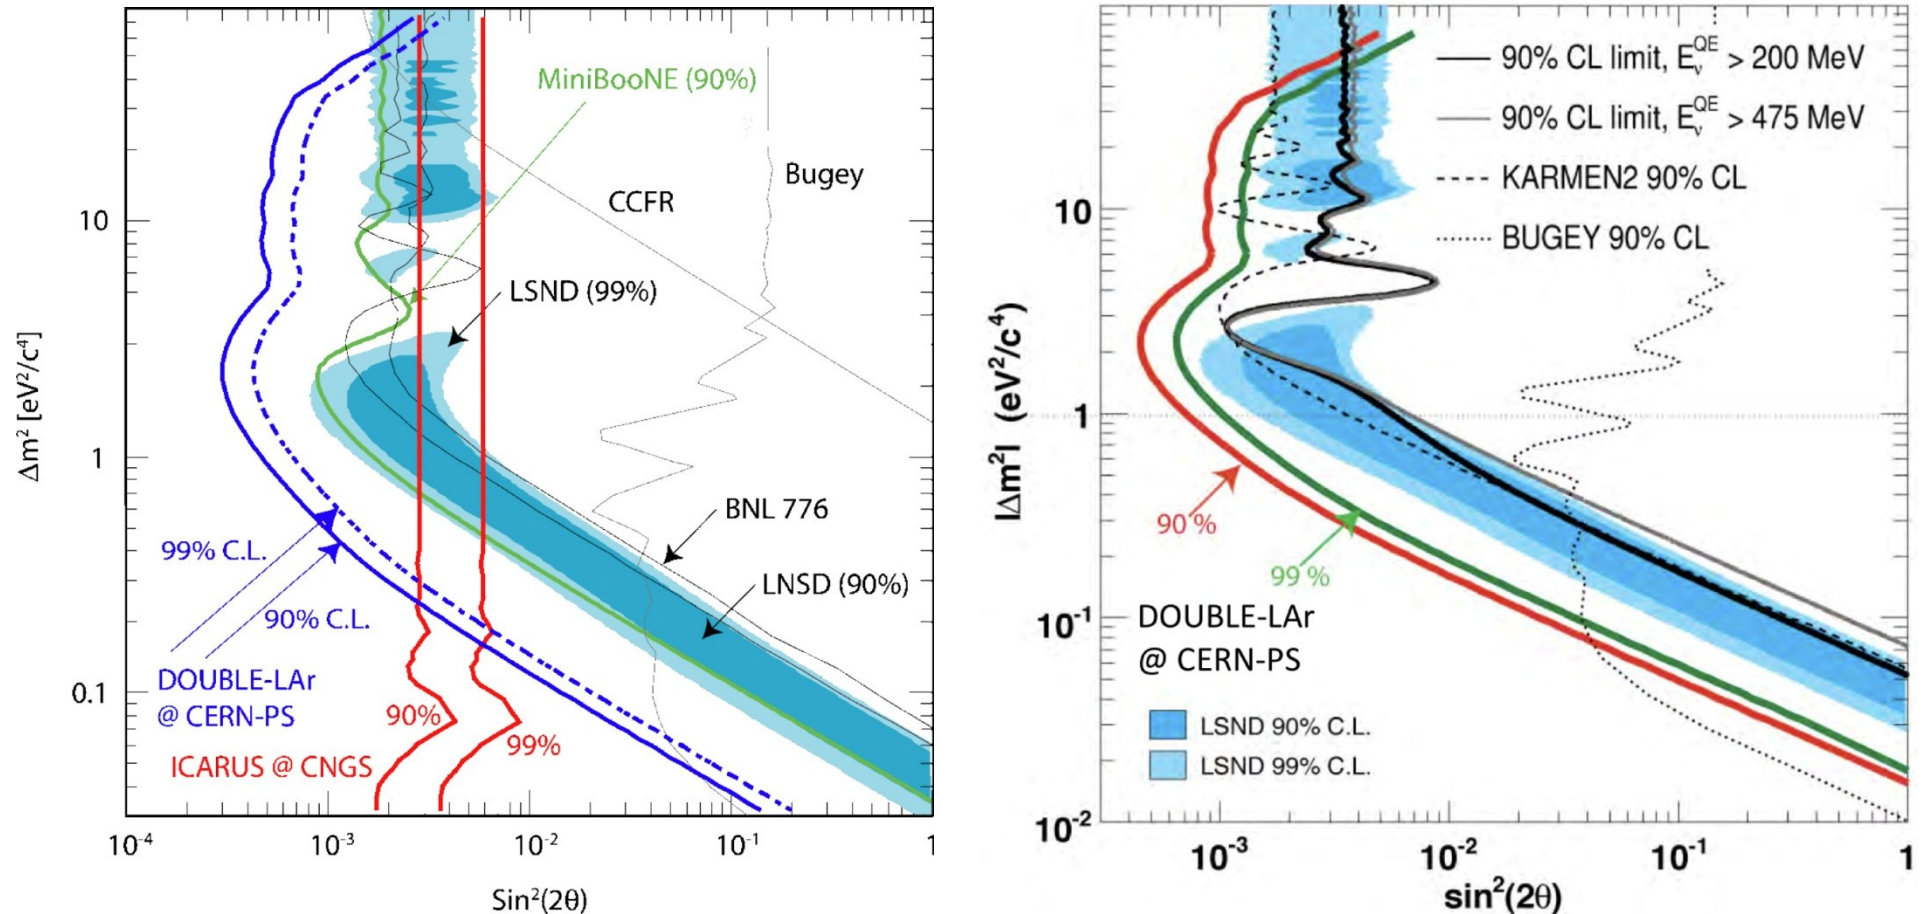 MiniBooNE (90%)
Bugey
CCFR
10
LSND (99%)
Δm² [eV²/c⁴]
1
BNL 776
99% C.L.
LNSD (90%)
90% C.L.
DOUBLE-LAr
@ CERN-PS
0.1
90%
99%
ICARUS @ CNGS
10⁻⁴
10⁻³
10⁻²
10⁻¹
1
Sin²(2θ)
90% CL limit, E_ν^QE > 200 MeV
90% CL limit, E_ν^QE > 475 MeV
KARMEN2 90% CL
BUGEY 90% CL
10
|Δm²| (eV²/c⁴)
1
90 %
99 %
10⁻¹
DOUBLE-LAr
@ CERN-PS
LSND 90% C.L.
LSND 99% C.L.
10⁻²
10⁻³
10⁻²
10⁻¹
1
sin²(2θ)